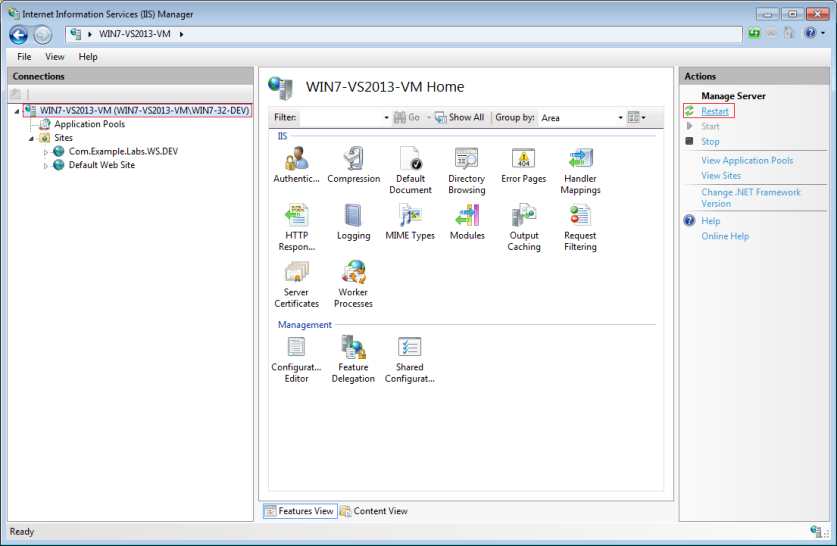 Internet Information Services (IIS) Manager
WIN7-VS2013-VM
File View Help
Connections
WIN7-VS2013-VM (WIN7-VS2013-VM\WIN7-32-DEV)
Application Pools
Sites
Com.Example.Labs.WS.DEV
Default Web Site
WIN7-VS2013-VM Home
Filter: Go Show All Group by: Area
IIS
Authentic... Compression Default Document Directory Browsing Error Pages Handler Mappings
HTTP Respon... Logging MIME Types Modules Output Caching Request Filtering
Server Certificates Worker Processes
Management
Configurat... Editor Feature Delegation Shared Configurat...
Features View Content View
Actions
Manage Server
Restart
Start
Stop
View Application Pools
View Sites
Change .NET Framework
Version
Help
Online Help
Ready